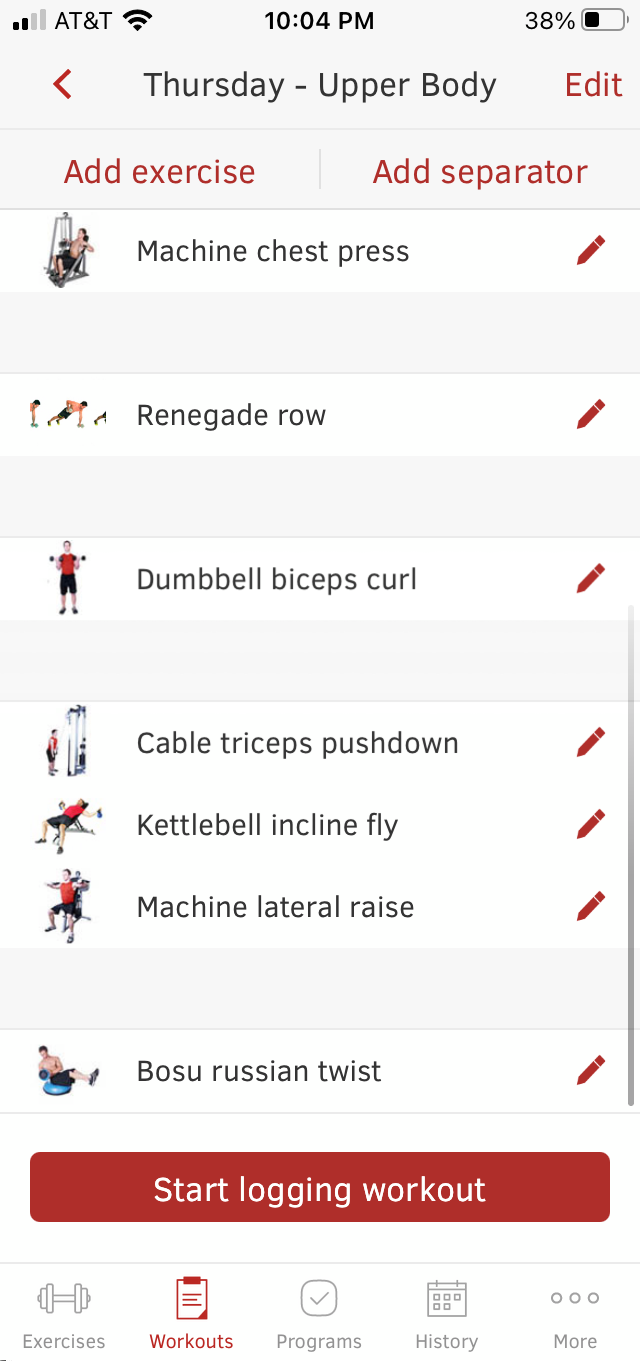 AT&T 10:04 PM 38%
Thursday - Upper Body Edit
Add exercise Add separator
Machine chest press
Renegade row
Dumbbell biceps curl
Cable triceps pushdown
Kettlebell incline fly
Machine lateral raise
Bosu russian twist
Start logging workout
Exercises Workouts Programs History More